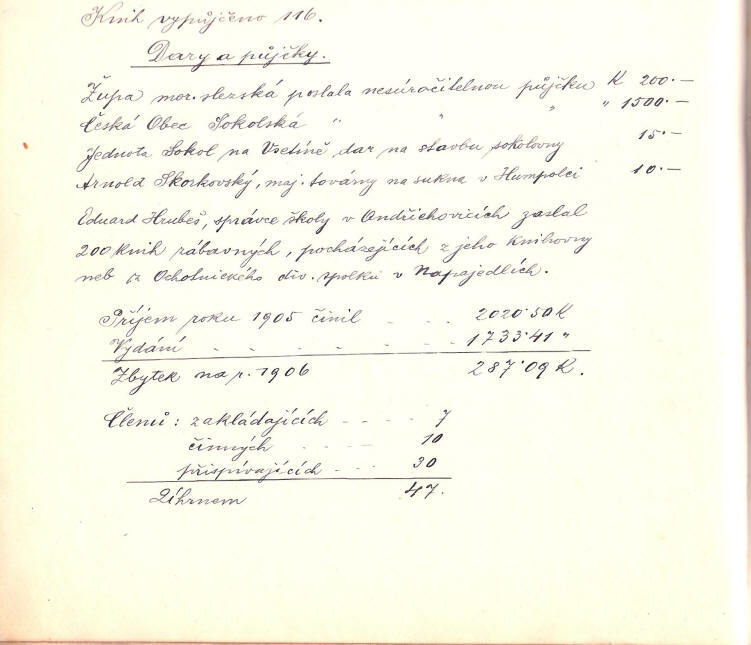 Knih vypůjčeno 116.
Dary a půjčky.
Župa mor. slezská poslala nesúročitelnou půjčku K 200.—
Česká Obec Sokolská " " " " 1500.—
Jednota Sokol na Vsetíně dar na stavbu sokolovny 15.—
Arnold Skorkovský, maj. továrny na sukna v Humpolci 10.—
Eduard Hrubeš, správce školy v Ondřichovicích zaslal
200 knih zábavných, pocházejících z jeho knihovny
neb z Ochotnického div. spolku v Napajedlích.
Příjem roku 1905 činil . . . . 2020.50 K
Vydání . . . . . . . 1733.41 "
Zbytek na r. 1906 287.09 K.
Členů: zakládajících - - - - 7
činných - - - - 10
přispívajících - - - 30
Úhrnem 47.